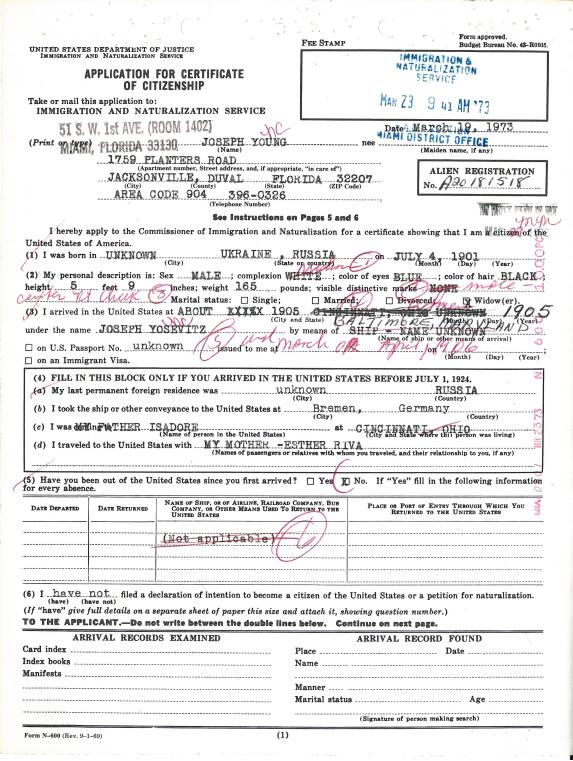 Form approved.
Budget Bureau No. 43-R0105.
UNITED STATES DEPARTMENT OF JUSTICE
IMMIGRATION AND NATURALIZATION SERVICE
FEE STAMP
APPLICATION FOR CERTIFICATE
OF CITIZENSHIP
IMMIGRATION &
NATURALIZATION
SERVICE
MAR 23 9 41 AM '73
MIAMI DISTRICT OFFICE
Take or mail this application to:
IMMIGRATION AND NATURALIZATION SERVICE
51 S. W. 1st AVE. (ROOM 1402)
MIAMI, FLORIDA 33130
Date March 19, 1973
(Print or type) JOSEPH YOUNG nee
(Name) (Maiden name, if any)
1759 PLANTERS ROAD
(Apartment number, Street address, and, if appropriate, "in care of")
JACKSONVILLE, DUVAL FLORIDA 32207
(City) (County) (State) (ZIP Code)
AREA CODE 904 396-0326
(Telephone Number)
ALIEN REGISTRATION
No. A20 181 518
See Instructions on Pages 5 and 6
I hereby apply to the Commissioner of Immigration and Naturalization for a certificate showing that I am a citizen of the
United States of America.
(1) I was born in UNKNOWN UKRAINE, RUSSIA on JULY 4, 1901
(City) (State or country) (Month) (Day) (Year)
(2) My personal description is: Sex MALE; complexion WHITE color of eyes BLUE; color of hair BLACK;
height 5 feet 9 inches; weight 165 pounds; visible distinctive marks NONE mole-
center lft cheek (3) Marital status: Single; Married; Divorced; Widow(er).
(3) I arrived in the United States at ABOUT 1905 CINCINNATI, OHIO UNKNOWN 1905
(City and State) BALTIMORE, MARYLAND (Month) (Day) (Year)
under the name JOSEPH YOSEVITZ by means of SHIP - NAME UNKNOWN
(Name of ship or other means of arrival)
on U.S. Passport No. unknown issued to me at March or April, 1906 on
(Month) (Day) (Year)
on an Immigrant Visa.
(4) FILL IN THIS BLOCK ONLY IF YOU ARRIVED IN THE UNITED STATES BEFORE JULY 1, 1924.
(a) My last permanent foreign residence was unknown RUSSIA
(City) (Country)
(b) I took the ship or other conveyance to the United States at Bremen, Germany
(City) (Country)
(c) I was MY FATHER ISADORE at CINCINNATI, OHIO
(Name of person in the United States) (City and State where this person was living)
(d) I traveled to the United States with MY MOTHER -ESTHER RIVA
(Names of passengers or relatives with whom you traveled, and their relationship to you, if any)
(5) Have you been out of the United States since you first arrived? Yes X No. If "Yes" fill in the following information
for every absence.
DATE DEPARTED
DATE RETURNED
NAME OF SHIP, OR OF AIRLINE, RAILROAD COMPANY, BUS
COMPANY, OR OTHER MEANS USED TO RETURN TO THE
UNITED STATES
PLACE OR PORT OF ENTRY THROUGH WHICH YOU
RETURNED TO THE UNITED STATES
(Not applicable)
6
(6) I have not filed a declaration of intention to become a citizen of the United States or a petition for naturalization.
(have) (have not)
(If "have" give full details on a separate sheet of paper this size and attach it, showing question number.)
TO THE APPLICANT.—Do not write between the double lines below. Continue on next page.
ARRIVAL RECORDS EXAMINED
Card index
Index books
Manifests
ARRIVAL RECORD FOUND
Place Date
Name
Manner
Marital status Age
(Signature of person making search)
Form N-600 (Rev. 9-1-69)
(1)